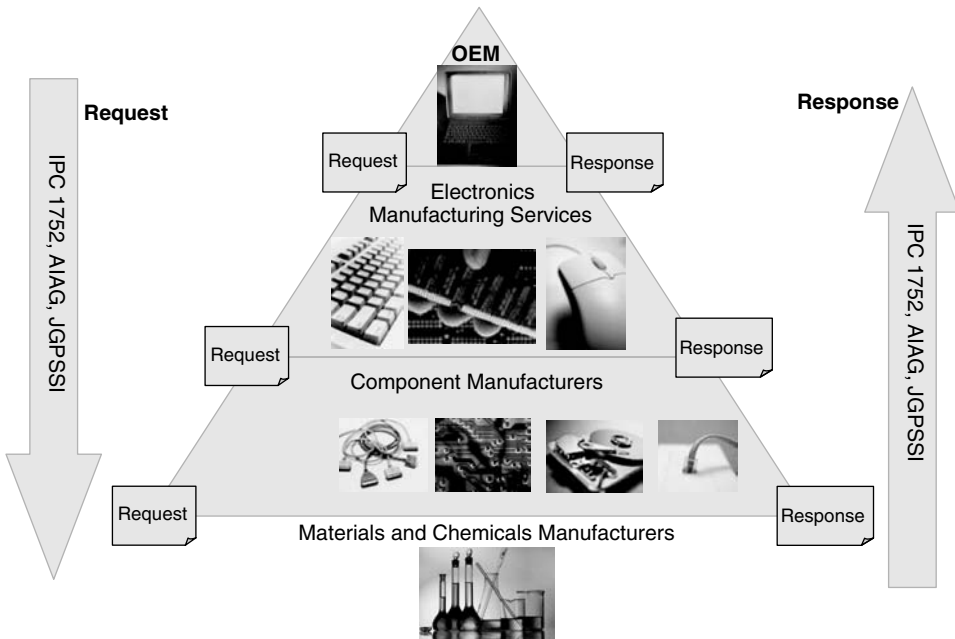 OEM
Request
Response
Request
Response
Electronics
Manufacturing Services
IPC 1752, AIAG, JGPSSI
IPC 1752, AIAG, JGPSSI
Request
Response
Component Manufacturers
Request
Response
Materials and Chemicals Manufacturers